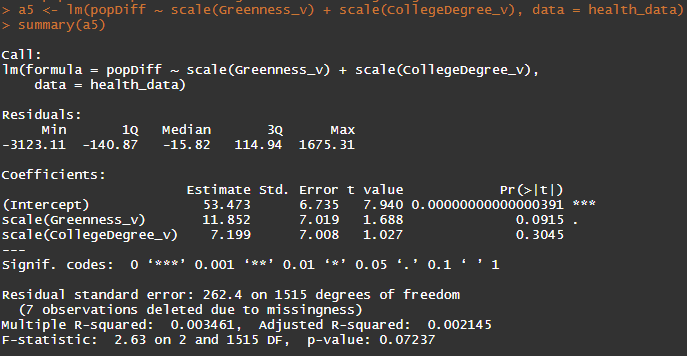 > a5 <- lm(popDiff ~ scale(Greenness_v) + scale(CollegeDegree_v), data = health_data)
> summary(a5)
Call:
lm(formula = popDiff ~ scale(Greenness_v) + scale(CollegeDegree_v),
    data = health_data)
Residuals:
     Min       1Q   Median       3Q      Max
-3123.11  -140.87   -15.82   114.94  1675.31
Coefficients:
                       Estimate Std. Error t value           Pr(>|t|)
(Intercept)              53.473      6.735   7.940 0.00000000000000391 ***
scale(Greenness_v)       11.852      7.019   1.688              0.0915 .
scale(CollegeDegree_v)    7.199      7.008   1.027              0.3045
---
Signif. codes:  0 ‘***’ 0.001 ‘**’ 0.01 ‘*’ 0.05 ‘.’ 0.1 ‘ ’ 1
Residual standard error: 262.4 on 1515 degrees of freedom
  (7 observations deleted due to missingness)
Multiple R-squared:  0.003461,  Adjusted R-squared:  0.002145
F-statistic:  2.63 on 2 and 1515 DF,  p-value: 0.07237